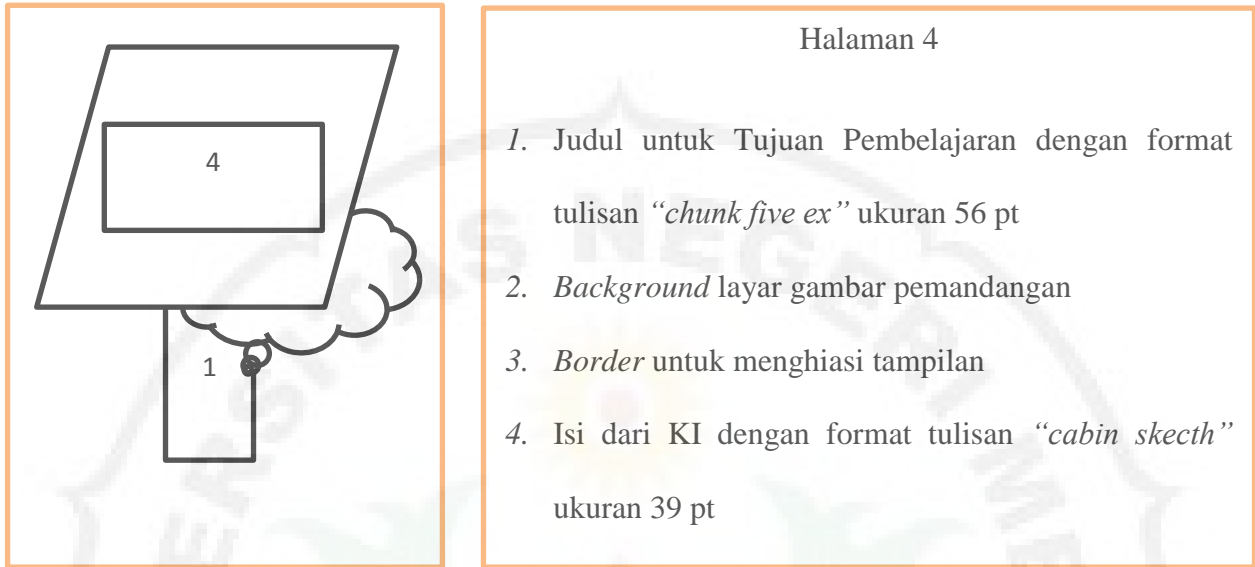 4
1
Halaman 4
1. Judul untuk Tujuan Pembelajaran dengan format
tulisan “chunk five ex” ukuran 56 pt
2. Background layar gambar pemandangan
3. Border untuk menghiasi tampilan
4. Isi dari KI dengan format tulisan “cabin skecth”
ukuran 39 pt
NEGERI